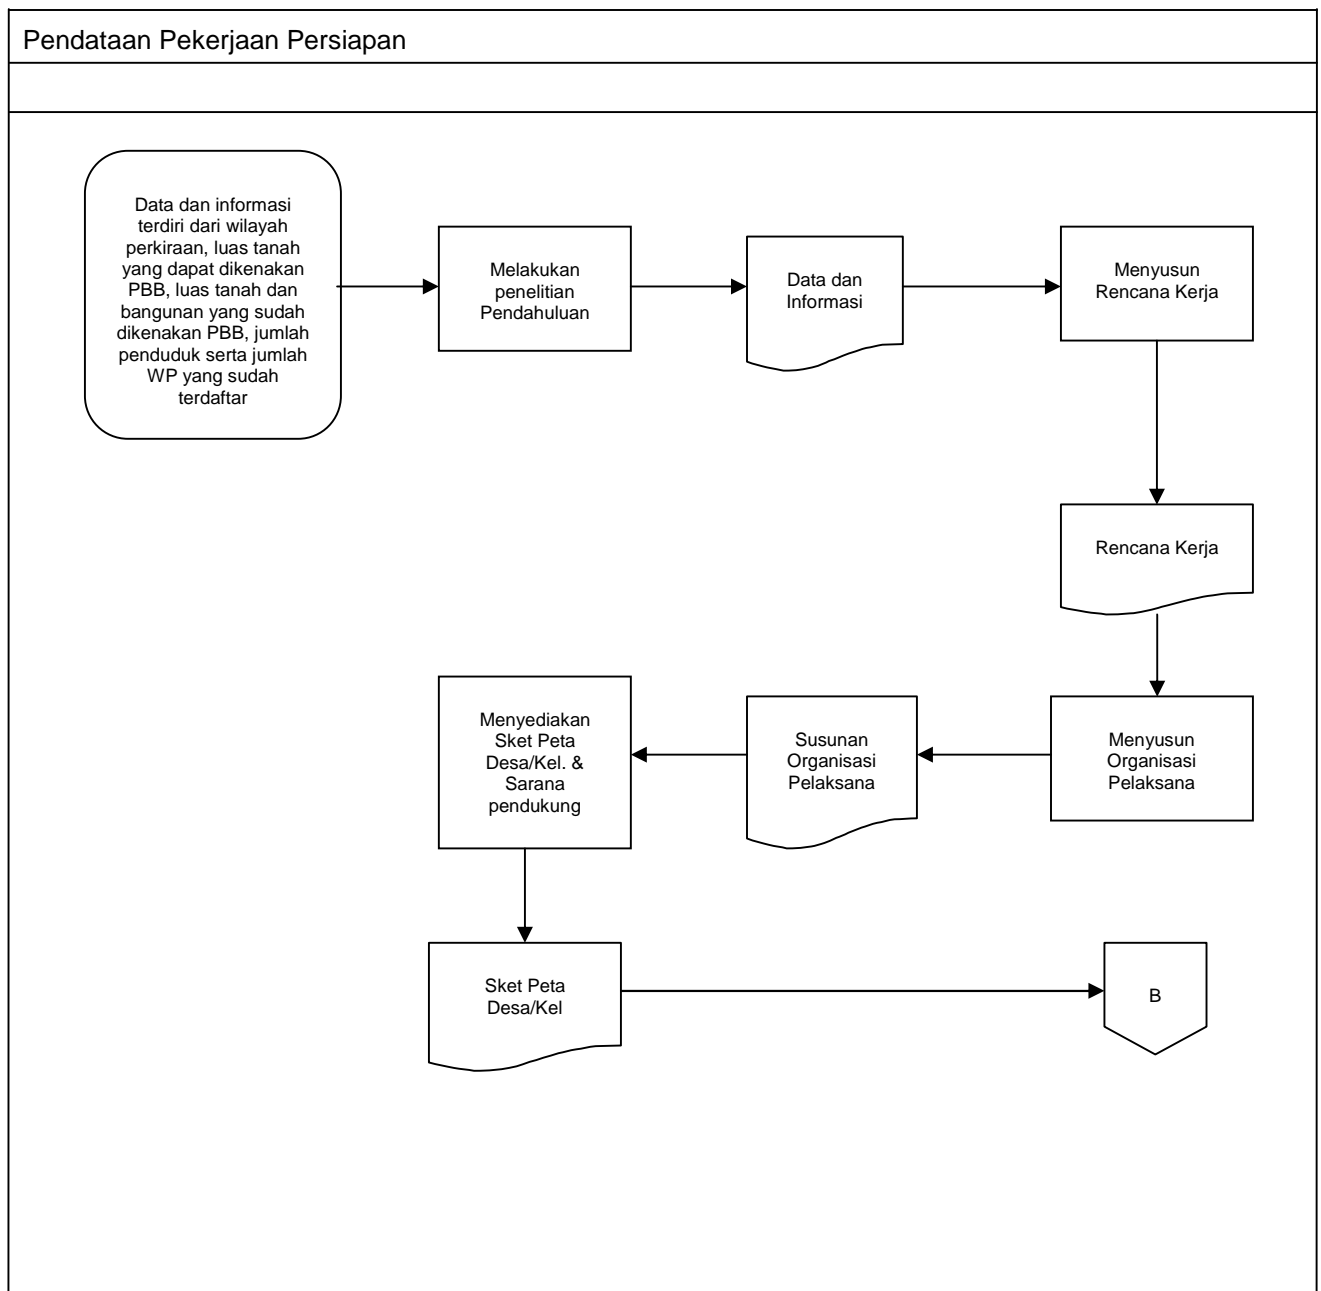 Pendataan Pekerjaan Persiapan
Data dan informasi
terdiri dari wilayah
perkiraan, luas tanah
yang dapat dikenakan
PBB, luas tanah dan
bangunan yang sudah
dikenakan PBB, jumlah
penduduk serta jumlah
WP yang sudah
terdaftar
Melakukan
penelitian
Pendahuluan
Data dan
Informasi
Menyusun
Rencana Kerja
Rencana Kerja
Menyusun
Organisasi
Pelaksana
Susunan
Organisasi
Pelaksana
Menyediakan
Sket Peta
Desa/Kel. &
Sarana
pendukung
Sket Peta
Desa/Kel
B